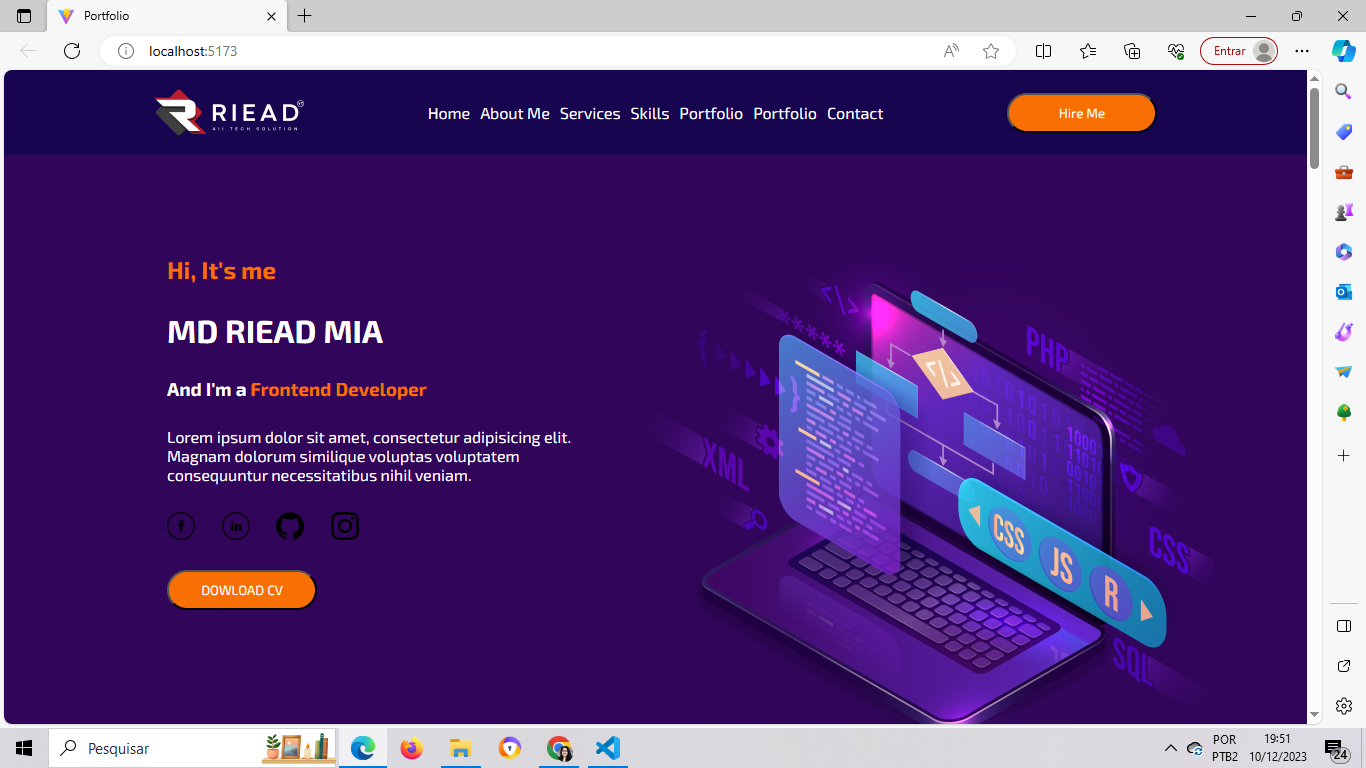 Portfolio
localhost:5173
Entrar
RIEAD
All TECH SOLUTION
Home About Me Services Skills Portfolio Portfolio Contact
Hire Me
Hi, It's me
MD RIEAD MIA
And I'm a Frontend Developer
Lorem ipsum dolor sit amet, consectetur adipisicing elit.
Magnam dolorum similique voluptas voluptatem
consequuntur necessitatibus nihil veniam.
DOWLOAD CV
</>
*****
PHP
</>
XML
CSS
JS
R
CSS
SQL
Pesquisar
POR
PTB2
19:51
10/12/2023
24